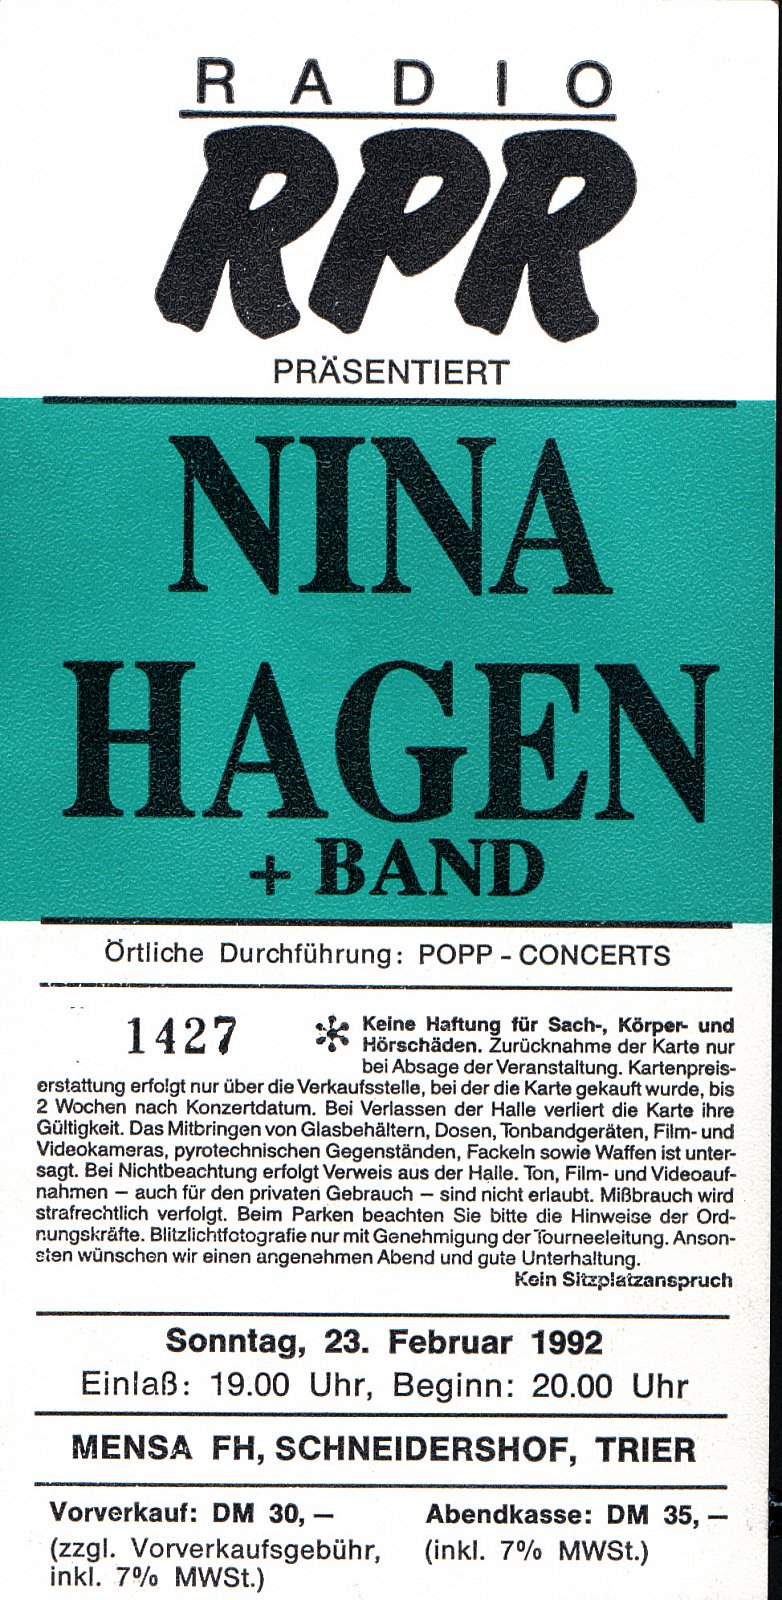 RADIO
RPR
PRÄSENTIERT
NINA
HAGEN
+ BAND
Örtliche Durchführung: POPP - CONCERTS
1427
* Keine Haftung für Sach-, Körper- und
Hörschäden. Zurücknahme der Karte nur
bei Absage der Veranstaltung. Kartenpreis-
erstattung erfolgt nur über die Verkaufsstelle, bei der die Karte gekauft wurde, bis
2 Wochen nach Konzertdatum. Bei Verlassen der Halle verliert die Karte ihre
Gültigkeit. Das Mitbringen von Glasbehältern, Dosen, Tonbandgeräten, Film- und
Videokameras, pyrotechnischen Gegenständen, Fackeln sowie Waffen ist unter-
sagt. Bei Nichtbeachtung erfolgt Verweis aus der Halle. Ton, Film- und Videoauf-
nahmen – auch für den privaten Gebrauch – sind nicht erlaubt. Mißbrauch wird
strafrechtlich verfolgt. Beim Parken beachten Sie bitte die Hinweise der Ord-
nungskräfte. Blitzlichtfotografie nur mit Genehmigung der Tourneeleitung. Anson-
sten wünschen wir einen angenehmen Abend und gute Unterhaltung.
Kein Sitzplatzanspruch
Sonntag, 23. Februar 1992
Einlaß: 19.00 Uhr, Beginn: 20.00 Uhr
MENSA FH, SCHNEIDERSHOF, TRIER
Vorverkauf: DM 30,– Abendkasse: DM 35,–
(zzgl. Vorverkaufsgebühr, (inkl. 7% MWSt.)
inkl. 7% MWSt.)